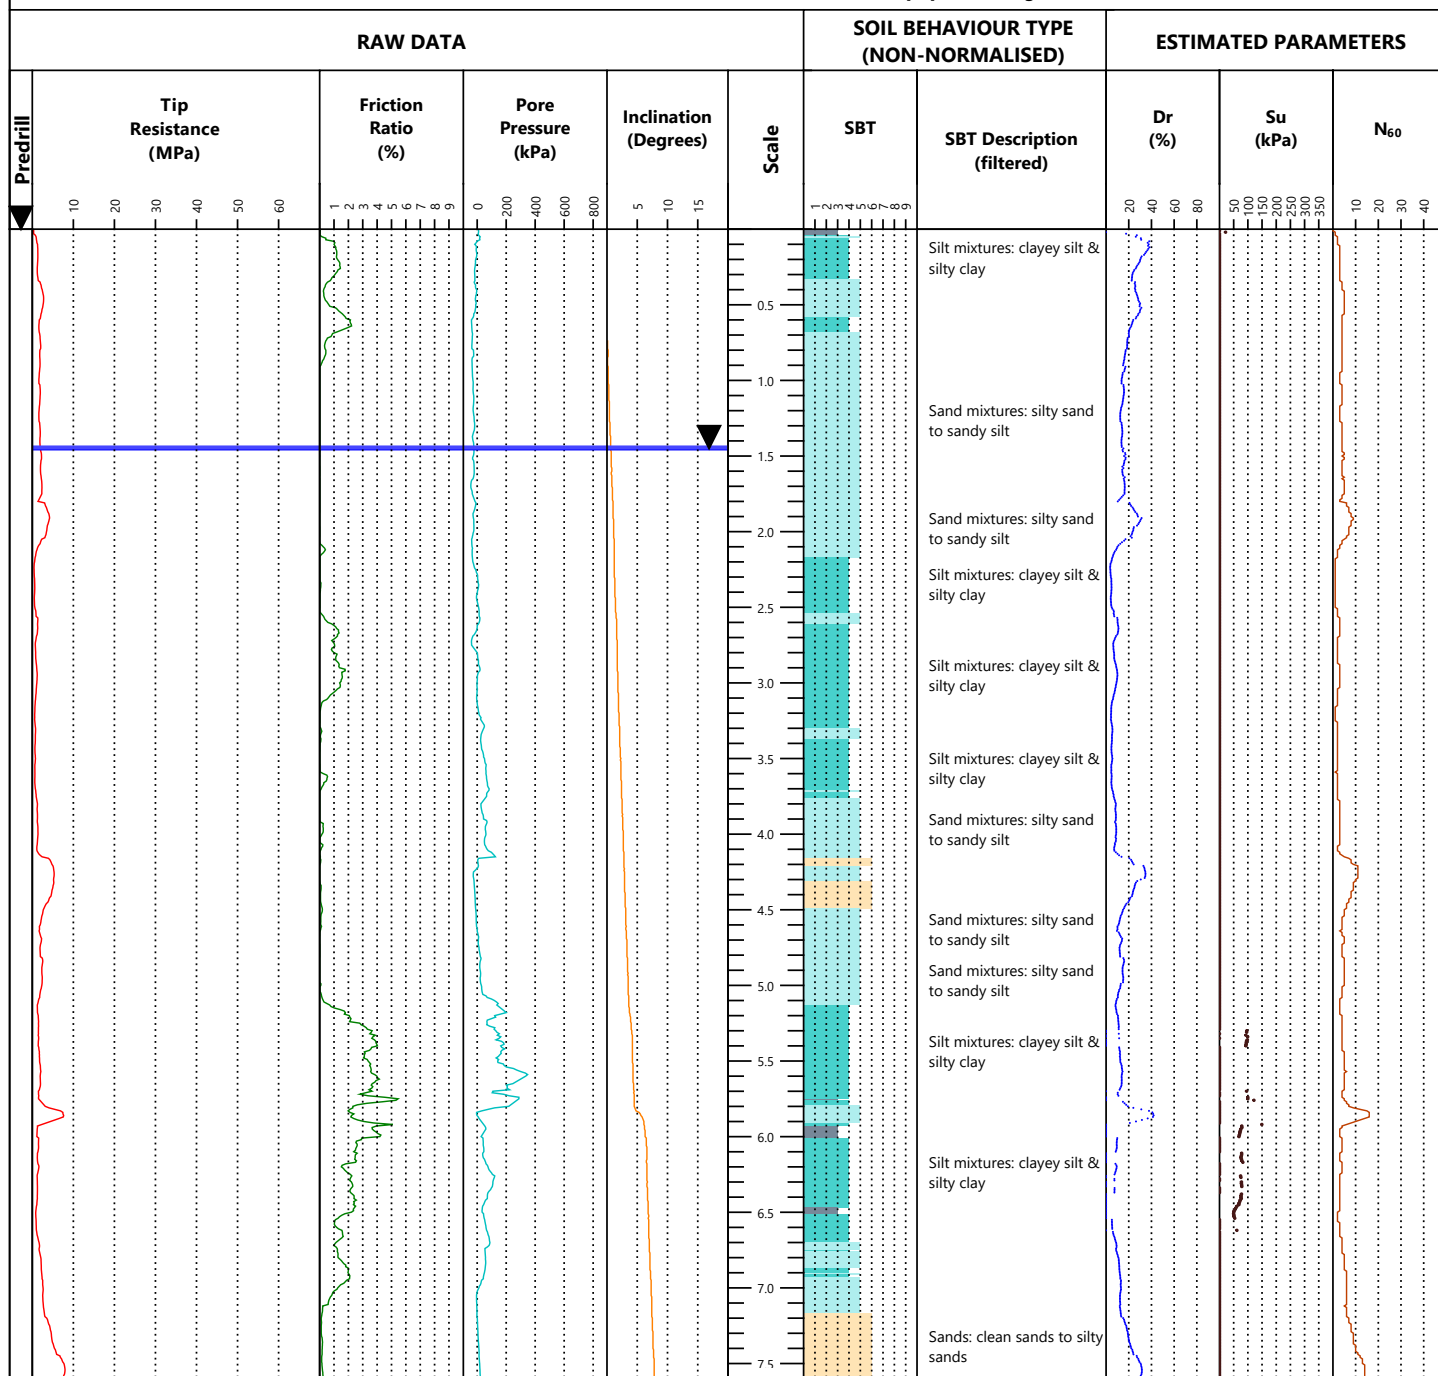 RAW DATA
SOIL BEHAVIOUR TYPE
(NON-NORMALISED)
ESTIMATED PARAMETERS
Predrill
Tip
Resistance
(MPa)
Friction
Ratio
(%)
Pore
Pressure
(kPa)
Inclination
(Degrees)
Scale
SBT
SBT Description
(filtered)
Dr
(%)
Su
(kPa)
N60
10 20 30 40 50 60
1 2 3 4 5 6 7 8 9
0 200 400 600 800
5 10 15
1 2 3 4 5 6 7 8 9
20 40 60 80
50 100 150 200 250 300 350
10 20 30 40
Silt mixtures: clayey silt &
silty clay
0.5
1.0
Sand mixtures: silty sand
to sandy silt
1.5
Sand mixtures: silty sand
to sandy silt
2.0
Silt mixtures: clayey silt &
silty clay
2.5
Silt mixtures: clayey silt &
silty clay
3.0
Silt mixtures: clayey silt &
silty clay
3.5
Sand mixtures: silty sand
to sandy silt
4.0
4.5
Sand mixtures: silty sand
to sandy silt
Sand mixtures: silty sand
to sandy silt
5.0
Silt mixtures: clayey silt &
silty clay
5.5
6.0
Silt mixtures: clayey silt &
silty clay
6.5
7.0
Sands: clean sands to silty
sands
7.5